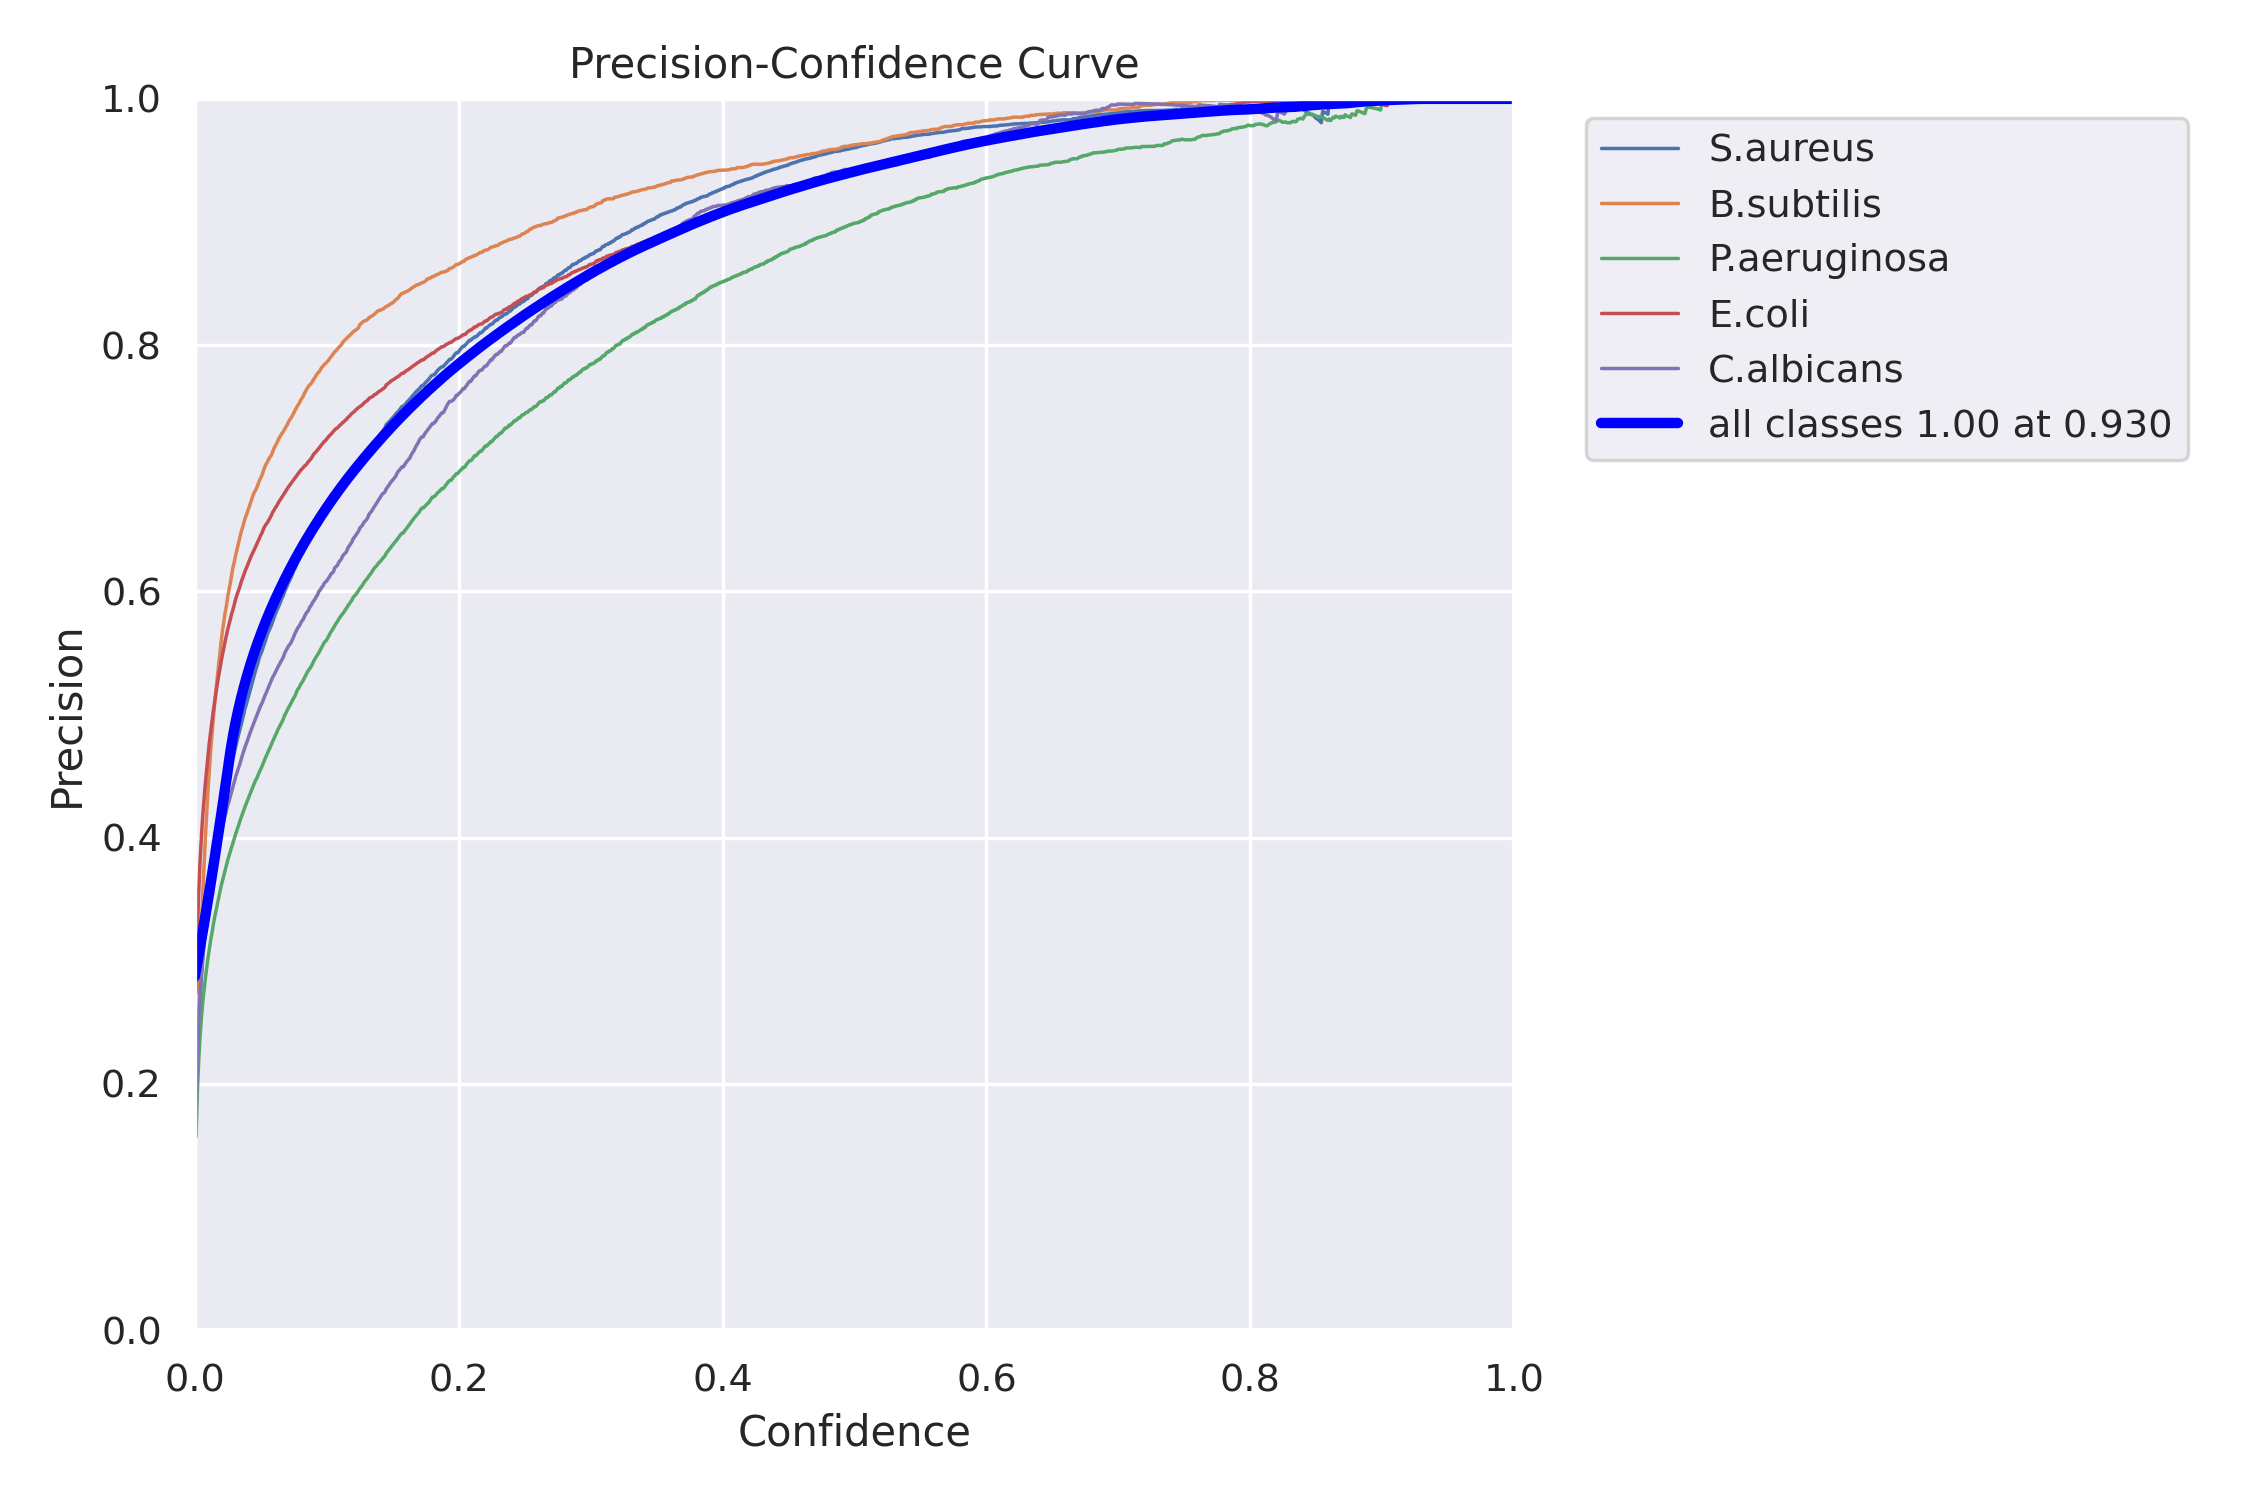 Precision-Confidence Curve
1.0
0.8
0.6
0.4
0.2
0.0
Precision
0.0 0.2 0.4 0.6 0.8 1.0
Confidence
S.aureus
B.subtilis
P.aeruginosa
E.coli
C.albicans
all classes 1.00 at 0.930